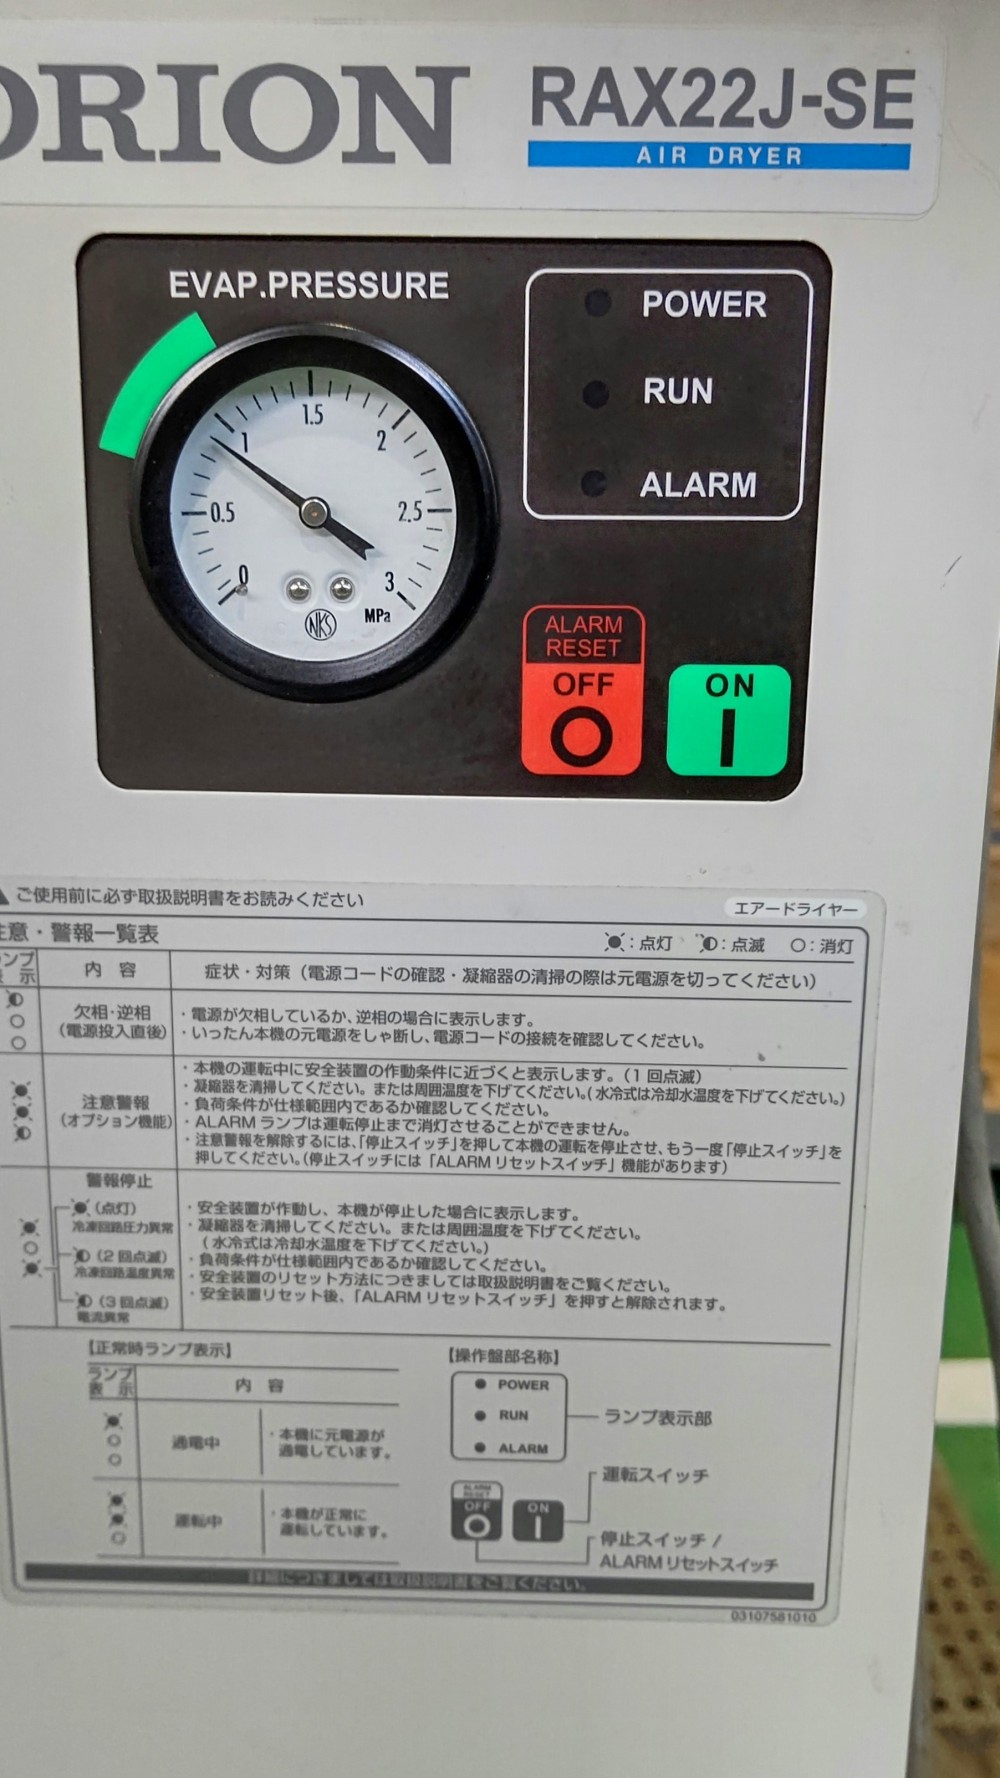 ORION
RAX22J-SE
AIR DRYER
EVAP.PRESSURE
POWER
RUN
ALARM
0
0.5
1
1.5
2
2.5
3
MPa
NKS
ALARM
RESET
OFF
ON
ご使用前に必ず取扱説明書をお読みください
エアードライヤー
注意・警報一覧表
:点灯 :点滅 ○:消灯
ランプ
表示
内 容
症状・対策（電源コードの確認・凝縮器の清掃の際は元電源を切ってください）
欠相・逆相
(電源投入直後)
・電源が欠相しているか、逆相の場合に表示します。
・いったん本機の元電源をしゃ断し、電源コードの接続を確認してください。
注意警報
(オプション機能)
・本機の運転中に安全装置の作動条件に近づくと表示します。(1回点滅)
・凝縮器を清掃してください。または周囲温度を下げてください。(水冷式は冷却水温度を下げてください。)
・負荷条件が仕様範囲内であるか確認してください。
・ALARMランプは運転停止まで消灯させることができません。
・注意警報を解除するには、「停止スイッチ」を押して本機の運転を停止させ、もう一度「停止スイッチ」を
押してください。(停止スイッチには「ALARMリセットスイッチ」機能があります)
警報停止
(点灯)
冷凍回路圧力異常
(2回点滅)
冷凍回路温度異常
(3回点滅)
電流異常
・安全装置が作動し、本機が停止した場合に表示します。
・凝縮器を清掃してください。または周囲温度を下げてください。
(水冷式は冷却水温度を下げてください。)
・負荷条件が仕様範囲内であるか確認してください。
・安全装置のリセット方法につきましては取扱説明書をご覧ください。
・安全装置リセット後、「ALARMリセットスイッチ」を押すと解除されます。
【正常時ランプ表示】
ランプ
表示
内 容
通電中
・本機に元電源が
通電しています。
運転中
・本機が正常に
運転しています。
【操作盤部名称】
POWER
RUN
ALARM
ランプ表示部
ALARM
RESET
OFF
ON
運転スイッチ
停止スイッチ/
ALARMリセットスイッチ
詳細につきましては取扱説明書をご覧ください。
03107581010